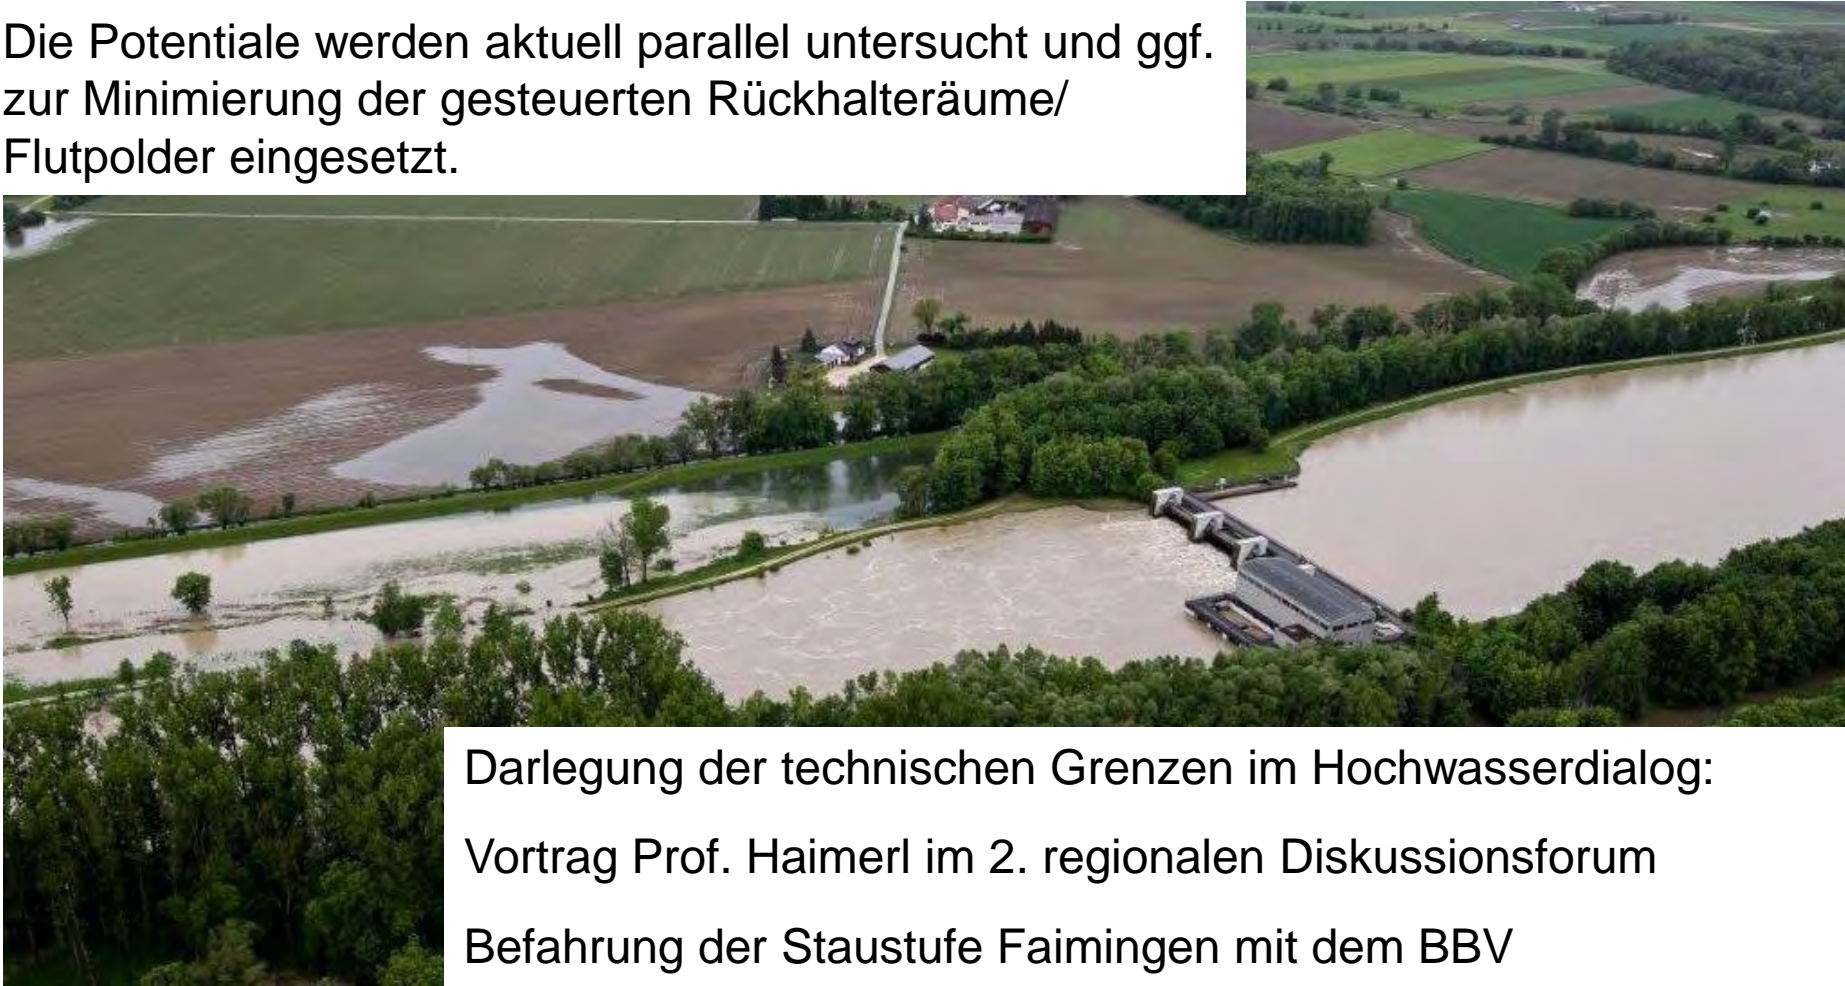 Die Potentiale werden aktuell parallel untersucht und ggf.
zur Minimierung der gesteuerten Rückhalteräume/
Flutpolder eingesetzt.
Darlegung der technischen Grenzen im Hochwasserdialog:
Vortrag Prof. Haimerl im 2. regionalen Diskussionsforum
Befahrung der Staustufe Faimingen mit dem BBV